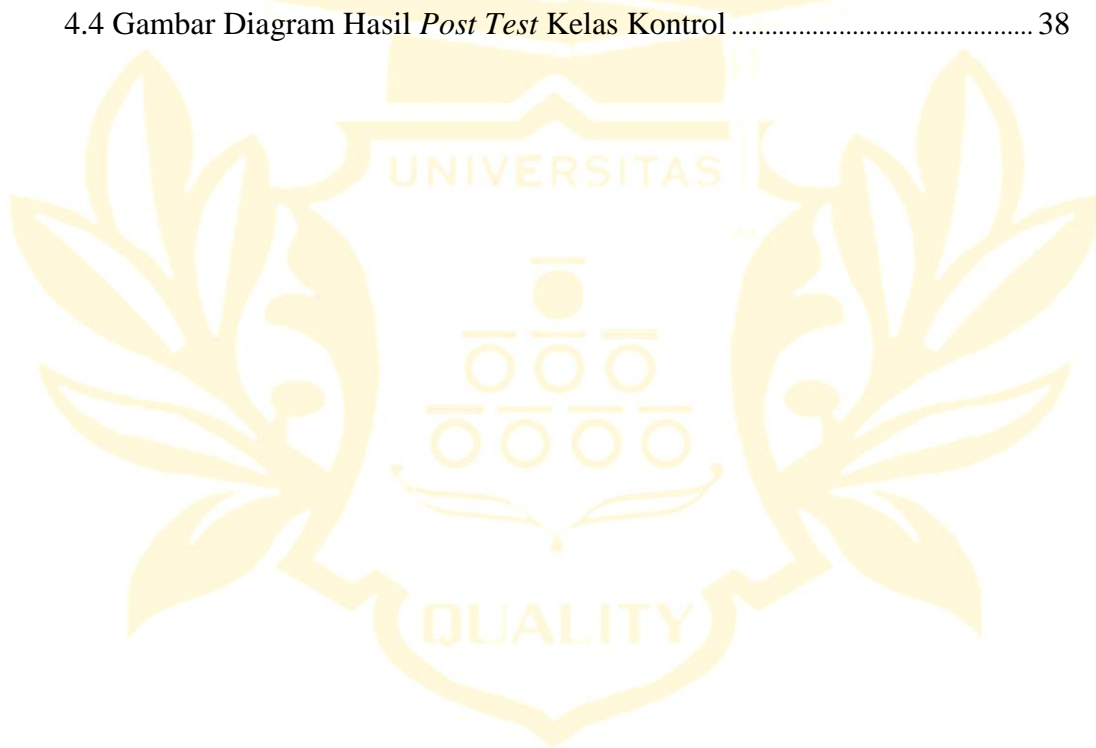 4.4 Gambar Diagram Hasil Post Test Kelas Kontrol ............................................. 38
UNIVERSITAS
QUALITY